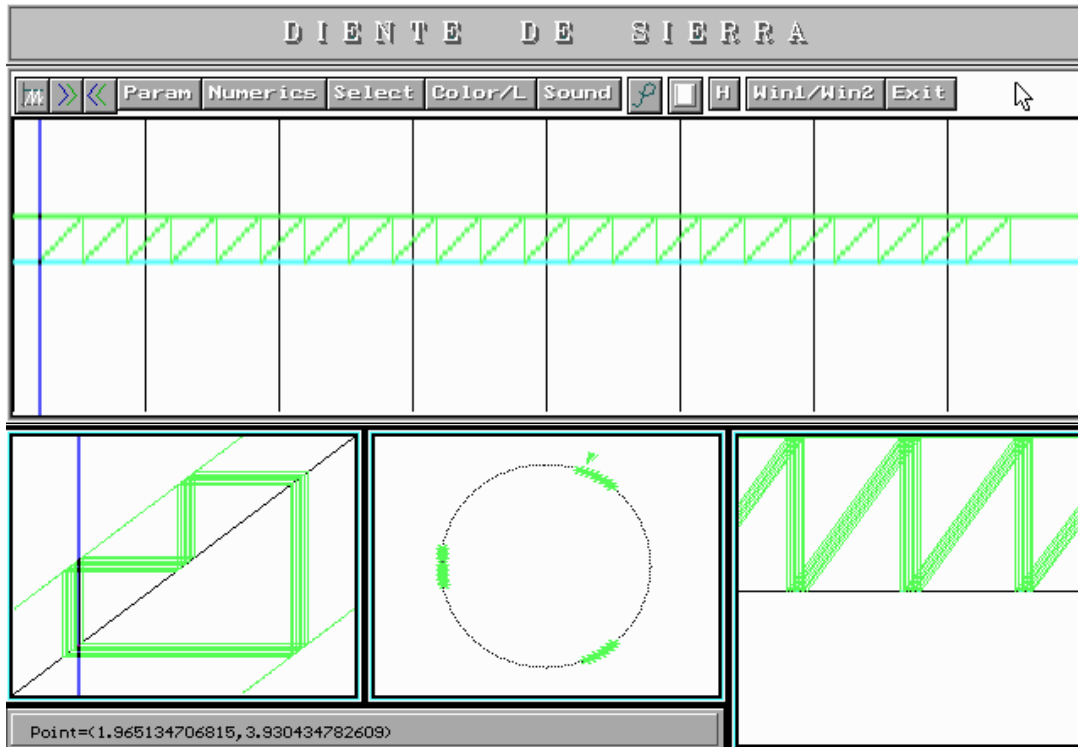 DIENTE DE SIERRA
Param Numerics Select Color/L Sound H Win1/Win2 Exit
Point=(1.965134706815,3.930434782609)